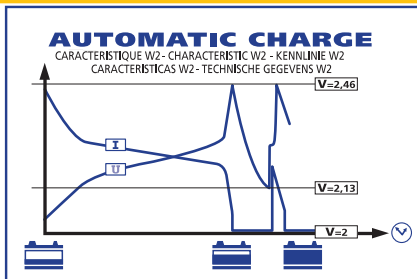 AUTOMATIC CHARGE
CARACTERISTIQUE W2 - CHARACTERISTIC W2 - KENNLINIE W2
CARACTERISTICAS W2 - TECHNISCHE GEGEVENS W2
V=2,46
I
U
V=2,13
V=2